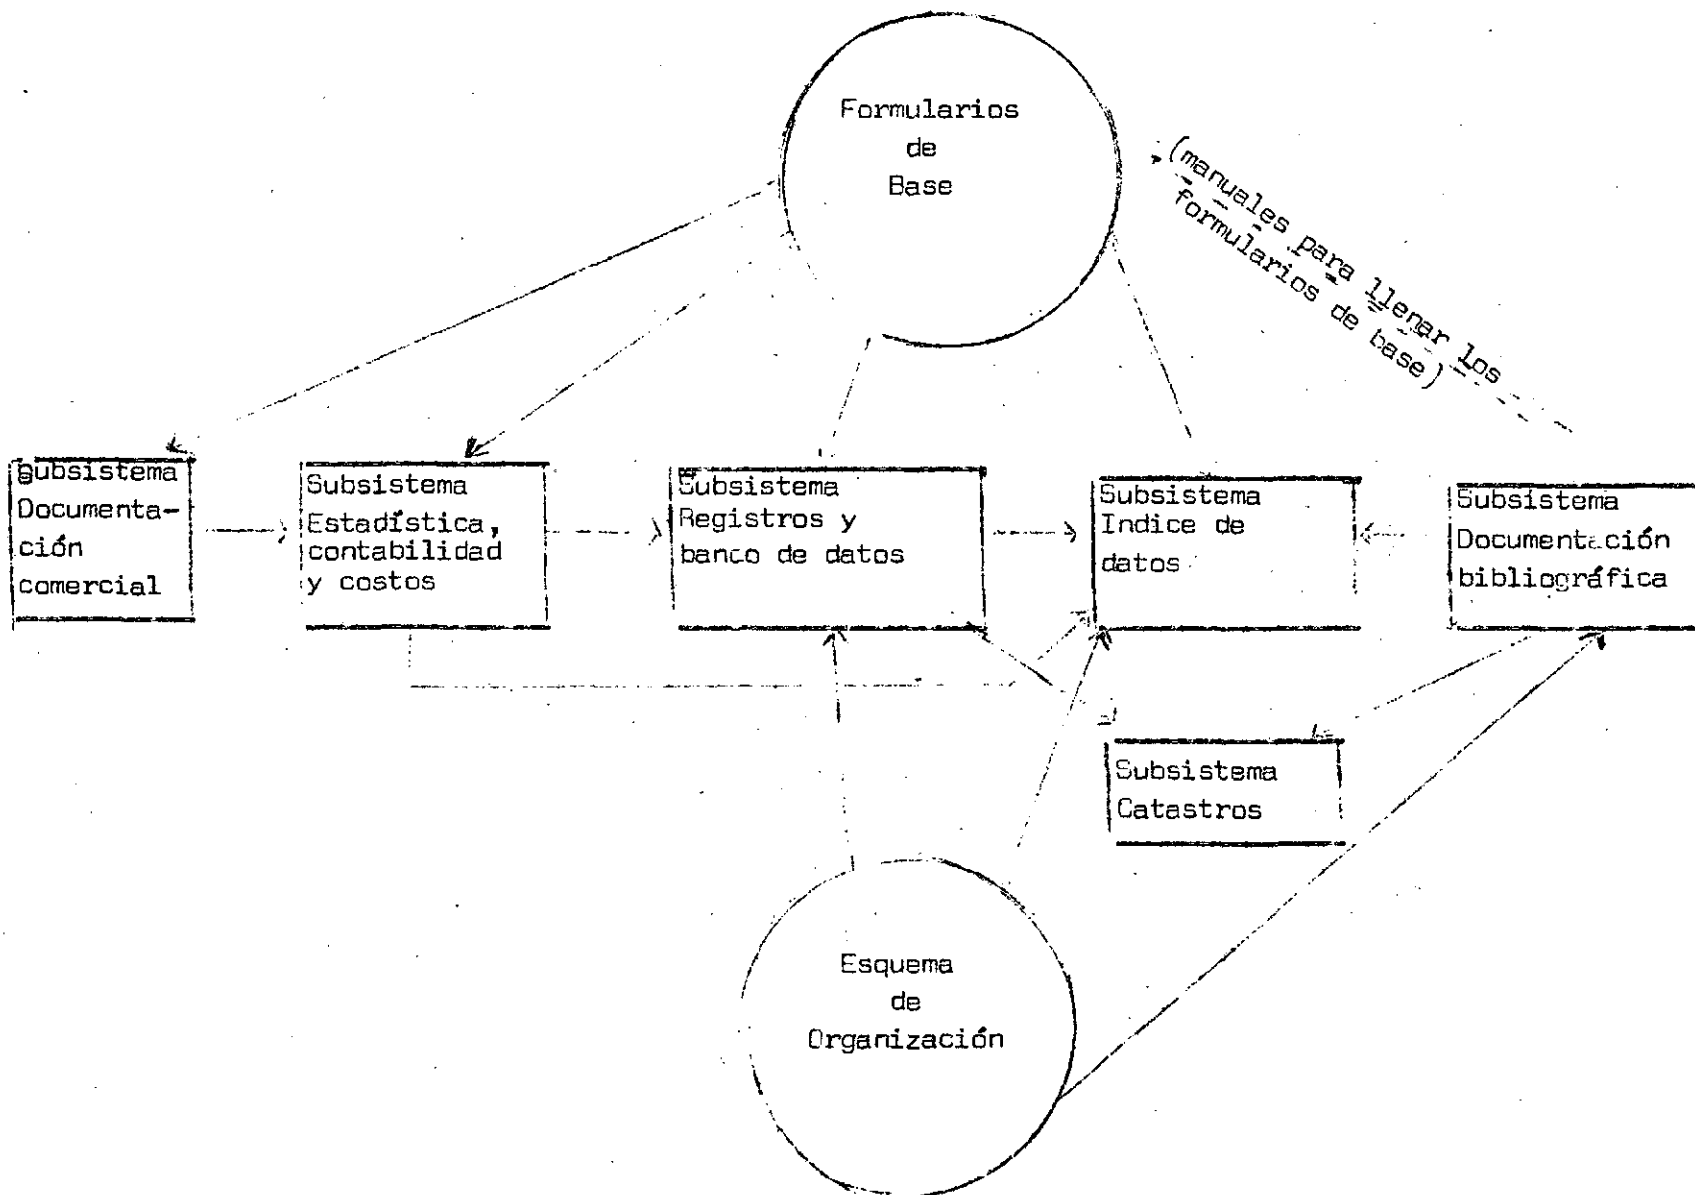 Formularios
de
Base
(manuales para llenar los
formularios de base)
Subsistema
Documenta-
ción
comercial
Subsistema
Estadística,
contabilidad
y costos
Subsistema
Registros y
banco de datos
Subsistema
Indice de
datos
Subsistema
Documentación
bibliográfica
Subsistema
Catastros
Esquema
de
Organización